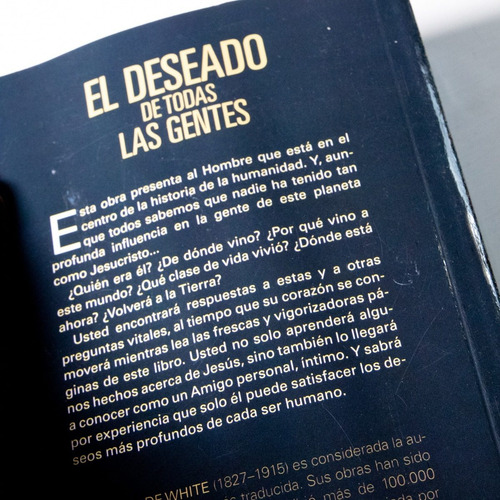 EL DESEADO
DE TODAS
LAS GENTES
Esta obra presenta al Hombre que está en el
centro de la historia de la humanidad. Y, aun-
que todos sabemos que nadie ha tenido tan
profunda influencia en la gente de este planeta
como Jesucristo...
¿Quién era él? ¿De dónde vino? ¿Por qué vino a
este mundo? ¿Qué clase de vida vivió? ¿Dónde está
ahora? ¿Volverá a la Tierra?
Usted encontrará respuestas a estas y a otras
preguntas vitales, al tiempo que su corazón se con-
moverá mientras lea las frescas y vigorizadoras pá-
ginas de este libro. Usted no solo aprenderá algu-
nos hechos acerca de Jesús, sino también lo llegará
a conocer como un Amigo personal, íntimo. Y sabrá
por experiencia que solo él puede satisfacer los de-
seos más profundos de cada ser humano.
DE WHITE (1827-1915) es considerada la au-
traducida. Sus obras han sido
más de 100.000
por